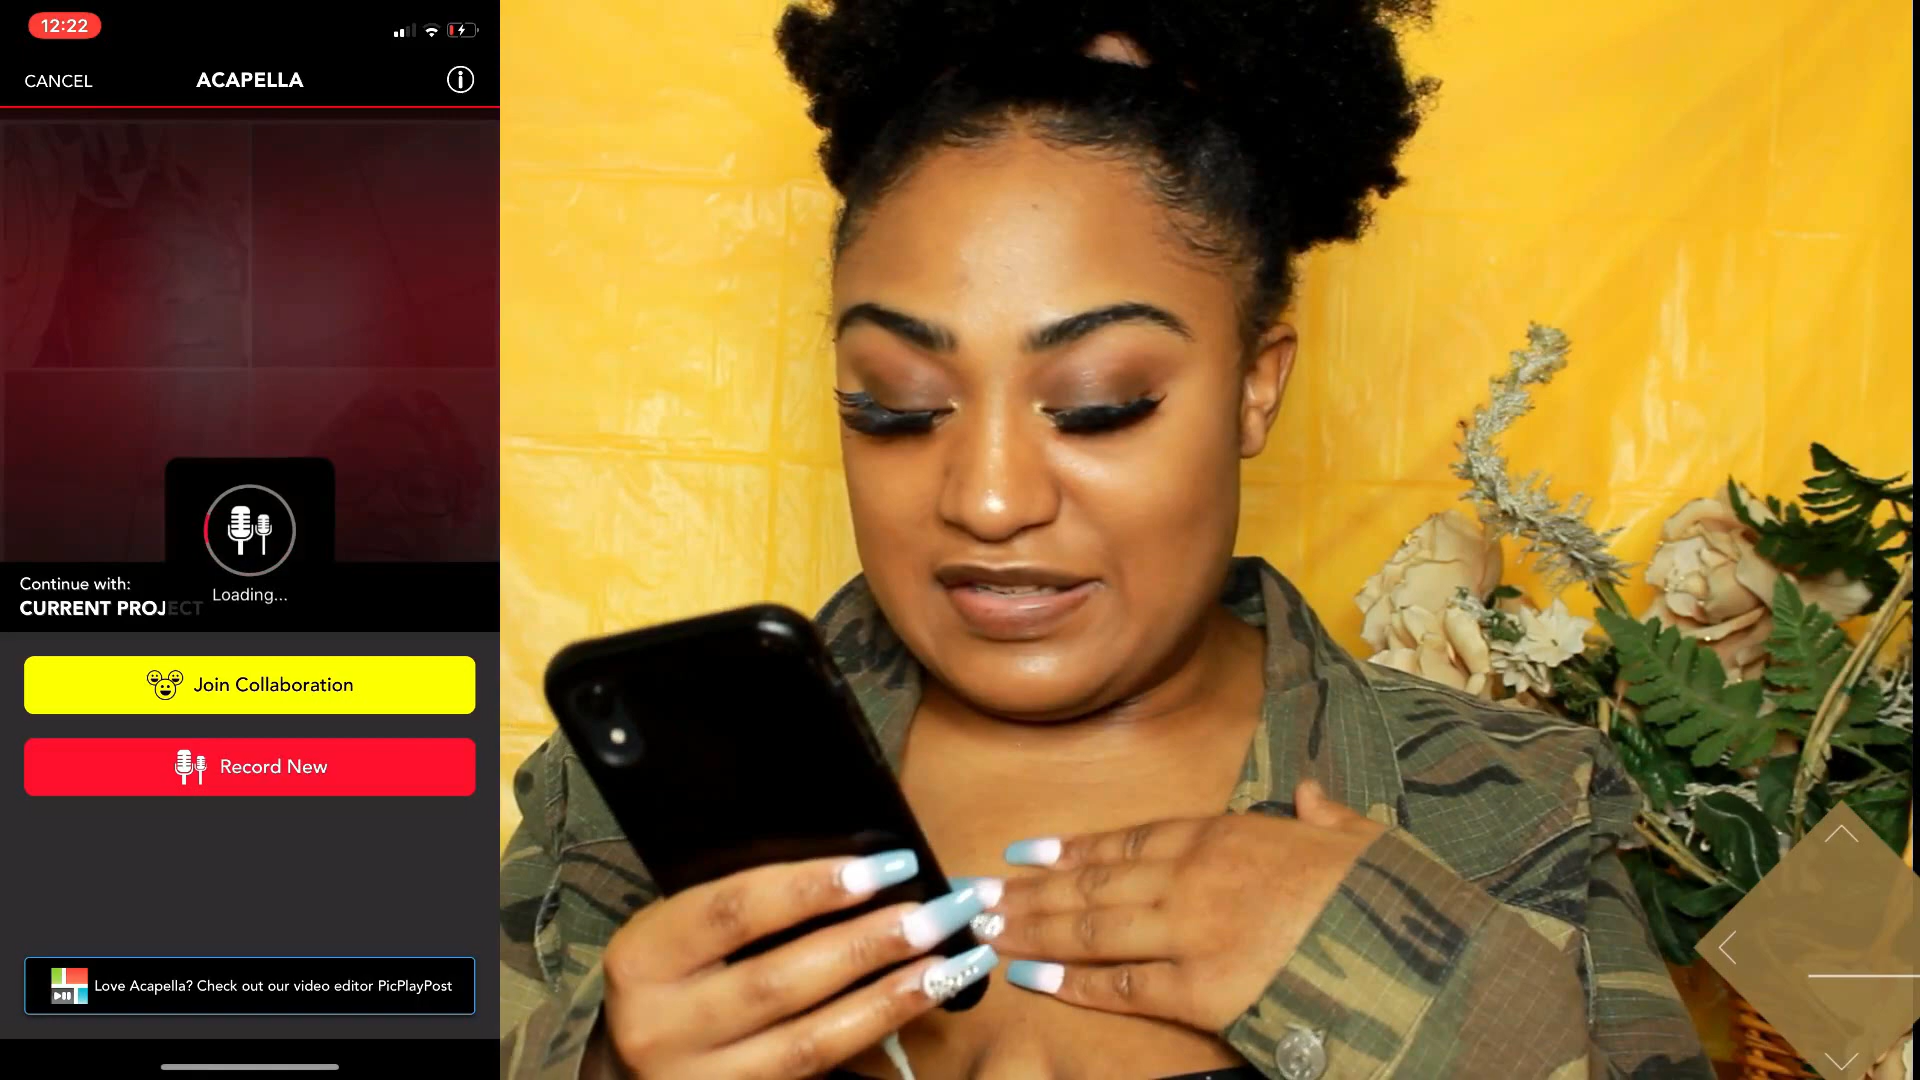 12:22
CANCEL
ACAPELLA
Continue with:
CURRENT PROJECT
Loading...
Join Collaboration
Record New
Love Acapella? Check out our video editor PicPlayPost